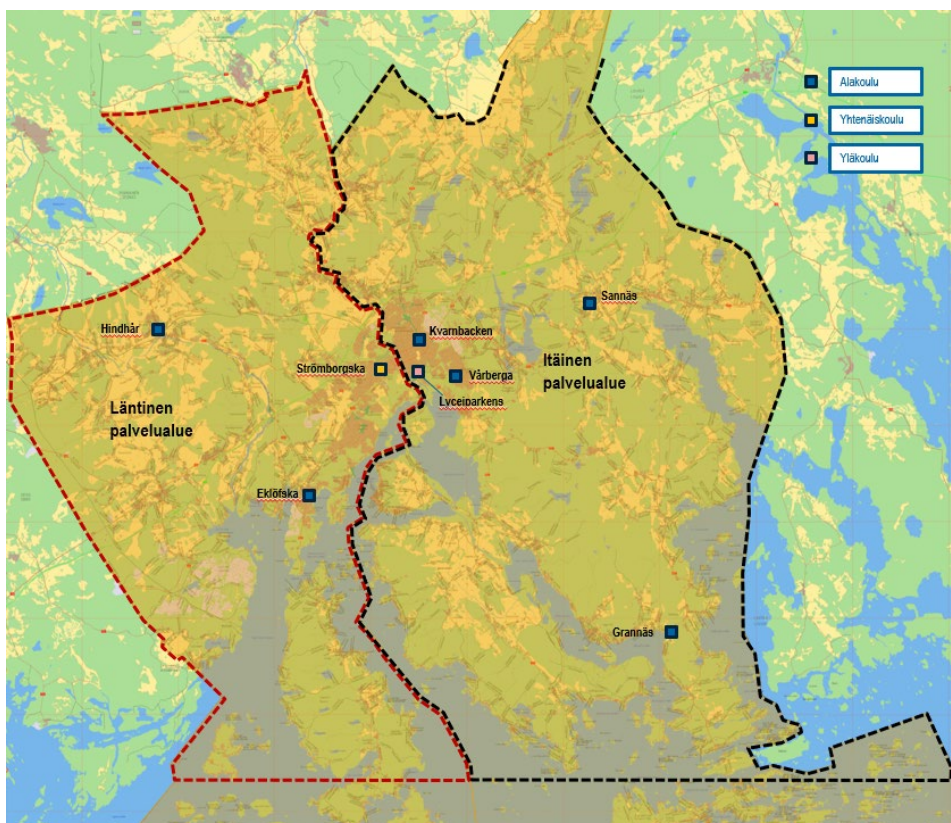 Alakoulu
Yhtenäiskoulu
Yläkoulu
Sannäs
Hindhår
Kvarnbacken
Strömborgska
Vårberga
Itäinen
palvelualue
Lyceiparkens
Läntinen
palvelualue
Eklöfska
Grannäs